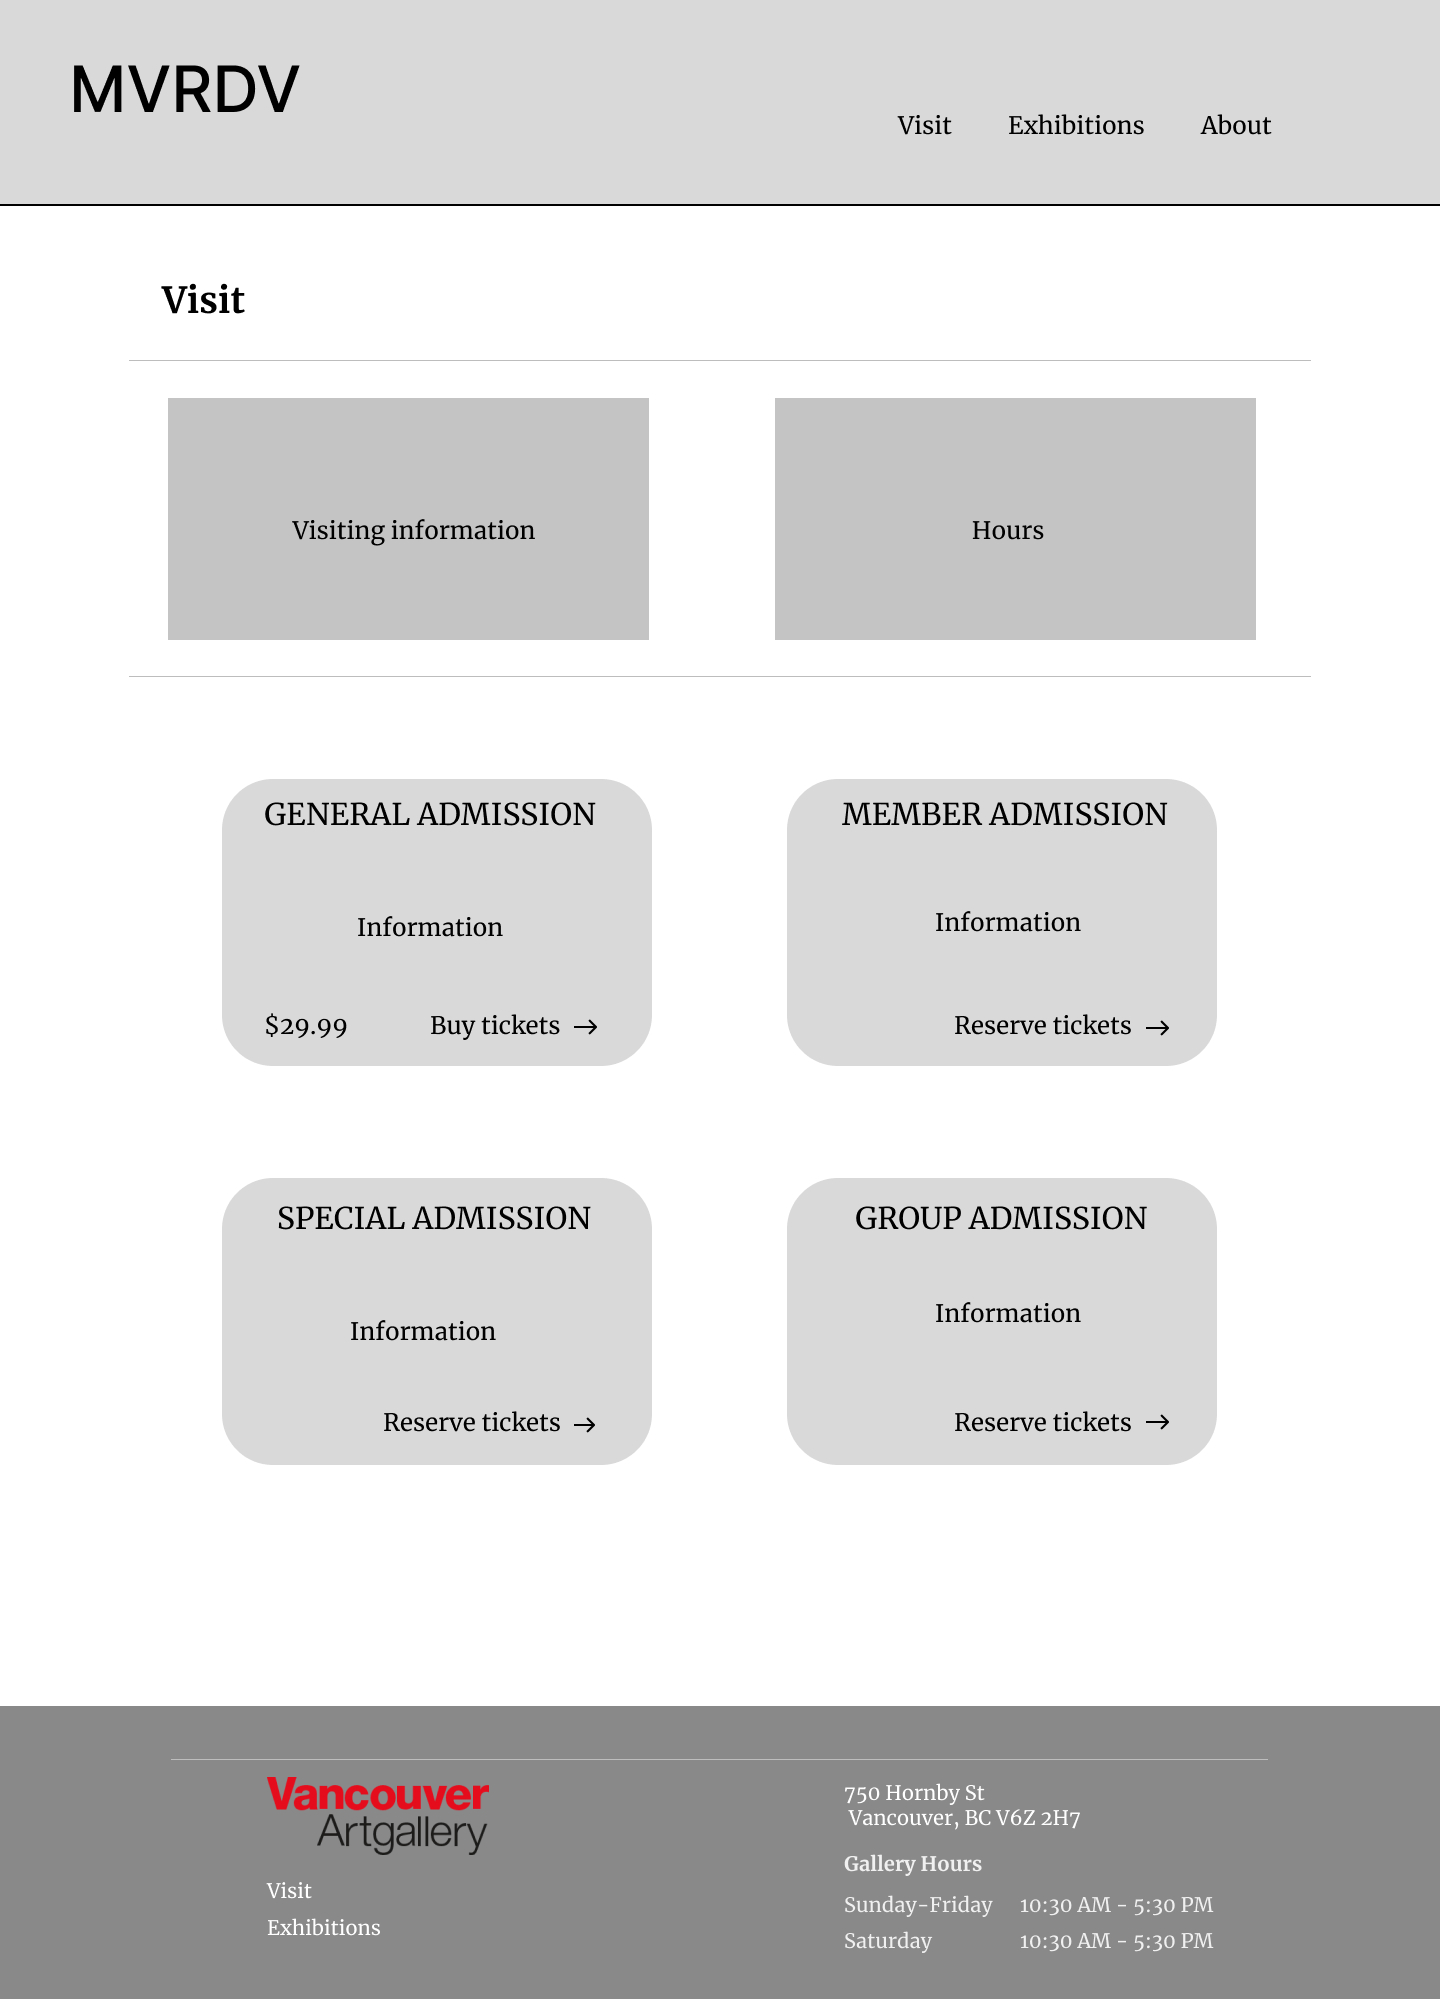 MVRDV
Visit Exhibitions About
Visit
Visiting information
Hours
GENERAL ADMISSION
Information
$29.99 Buy tickets →
MEMBER ADMISSION
Information
Reserve tickets →
SPECIAL ADMISSION
Information
Reserve tickets →
GROUP ADMISSION
Information
Reserve tickets →
Vancouver
Artgallery
Visit
Exhibitions
750 Hornby St
Vancouver, BC V6Z 2H7
Gallery Hours
Sunday-Friday 10:30 AM - 5:30 PM
Saturday 10:30 AM - 5:30 PM